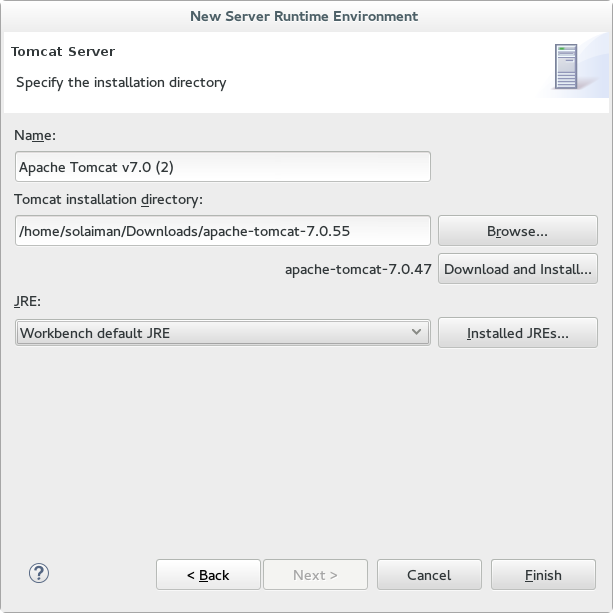 New Server Runtime Environment
Tomcat Server
Specify the installation directory
Name:
Apache Tomcat v7.0 (2)
Tomcat installation directory:
/home/solaiman/Downloads/apache-tomcat-7.0.55 Browse...
apache-tomcat-7.0.47 Download and Install...
JRE:
Workbench default JRE Installed JREs...
? < Back Next > Cancel Finish